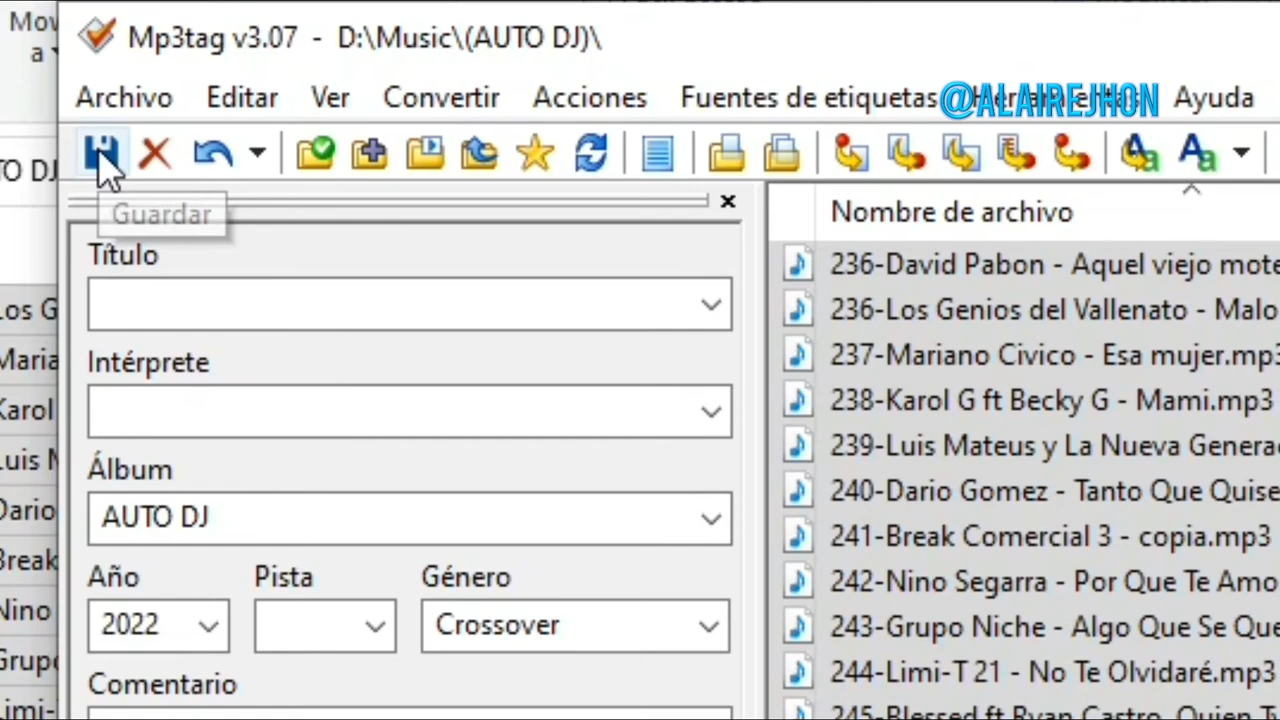 Mov
a
Mp3tag v3.07 - D:\Music\(AUTO DJ)\
Archivo Editar Ver Convertir Acciones Fuentes de etiquetas Ayuda
@ALAIREJHON
TO DJ
Guardar
Nombre de archivo
Título
236-David Pabon - Aquel viejo mote
Los G
236-Los Genios del Vallenato - Malo
Intérprete
Maria
237-Mariano Civico - Esa mujer.mp3
Karol
238-Karol G ft Becky G - Mami.mp3
Álbum
Luis M
239-Luis Mateus y La Nueva Genera
AUTO DJ
Dario
240-Dario Gomez - Tanto Que Quise
Break
241-Break Comercial 3 - copia.mp3
Año Pista Género
Nino
242-Nino Segarra - Por Que Te Amo
2022 Crossover
243-Grupo Niche - Algo Que Se Que
Grupo
244-Limi-T 21 - No Te Olvidaré.mp3
Comentario
Limi-
245-Blessed ft Ryan Castro, Quien T